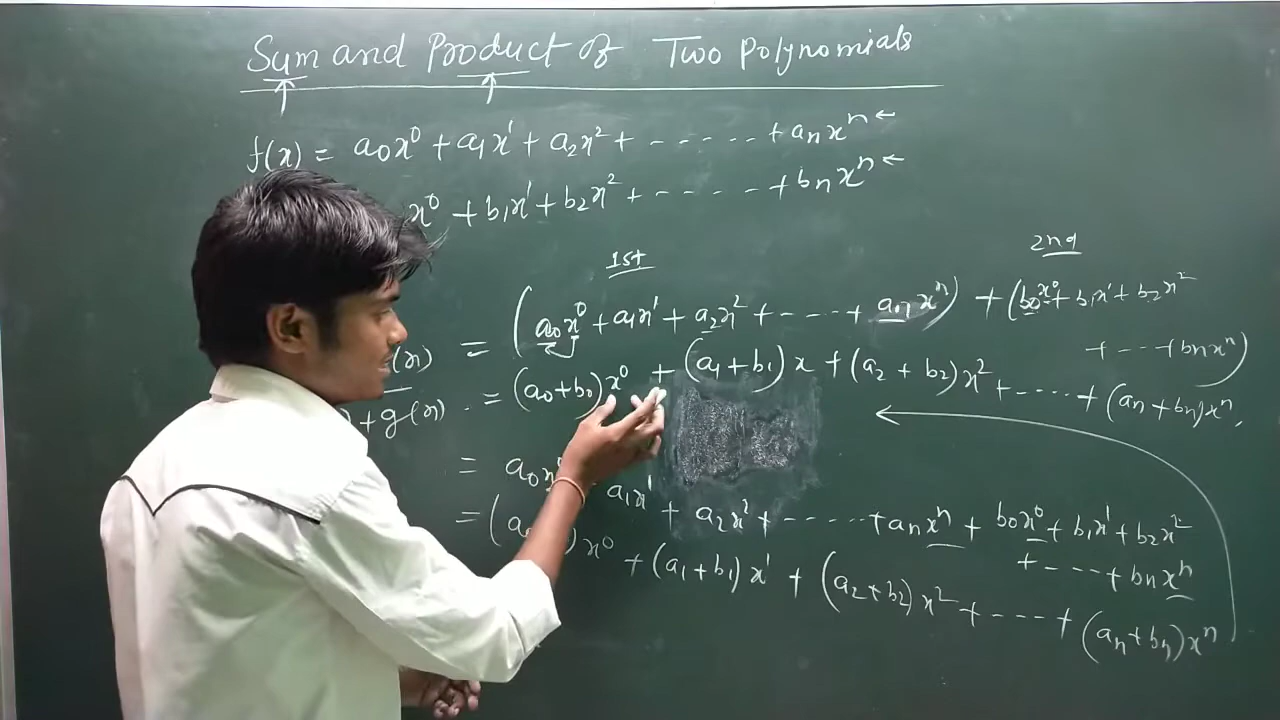 Sum and Product of Two Polynomials
f(x) = a₀x⁰ + a₁x¹ + a₂x² + ...... + aₙxⁿ ←
x⁰ + b₁x¹ + b₂x² + ----- + bₙxⁿ ←
1st 2nd
(x) = (a₀x⁰ + a₁x¹ + a₂x² + ---- + aₙxⁿ) + (b₀x⁰ + b₁x¹ + b₂x²
+ --- + bₙxⁿ)
) + g(x) = (a₀+b₀)x⁰ + (a₁+b₁)x + (a₂+b₂)x² + ---- + (aₙ+bₙ)xⁿ,
= a₀x⁰ a₁x¹ + a₂x² + ----- + aₙxⁿ + b₀x⁰ + b₁x¹ + b₂x²
+ ---- + bₙxⁿ
= (a₀ )x⁰ + (a₁+b₁)x¹ + (a₂+b₂)x² + ---- + (aₙ+bₙ)xⁿ